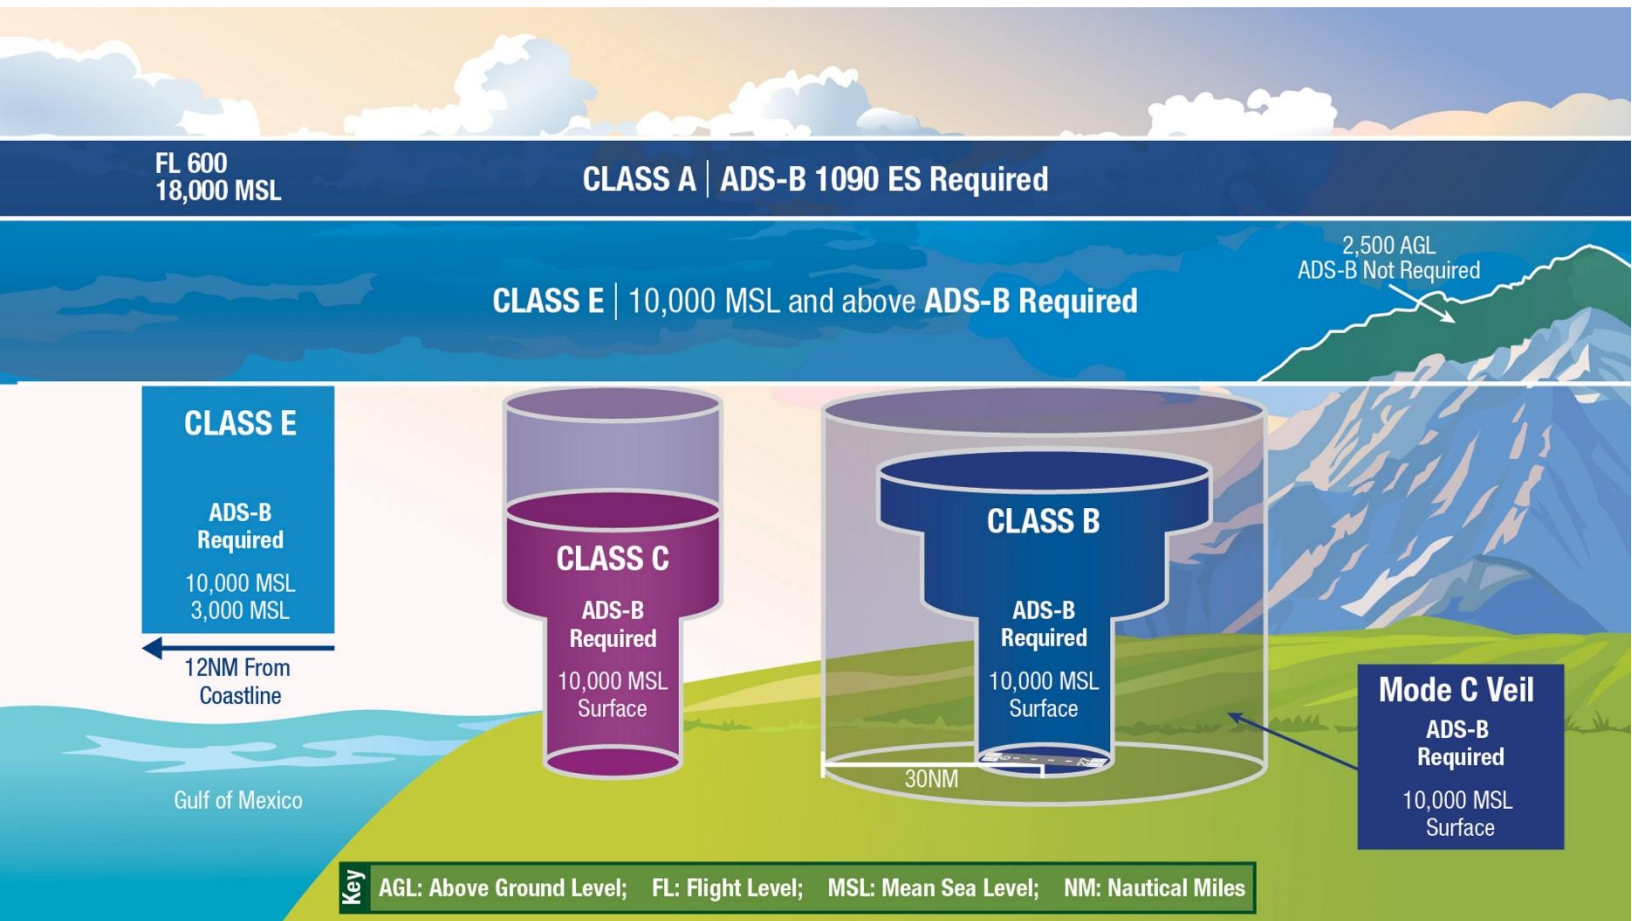 FL 600
18,000 MSL
CLASS A | ADS-B 1090 ES Required
2,500 AGL
ADS-B Not Required
CLASS E | 10,000 MSL and above ADS-B Required
CLASS E
ADS-B
Required
10,000 MSL
3,000 MSL
12NM From
Coastline
Gulf of Mexico
CLASS C
ADS-B
Required
10,000 MSL
Surface
CLASS B
ADS-B
Required
10,000 MSL
Surface
30NM
Mode C Veil
ADS-B
Required
10,000 MSL
Surface
Key
AGL: Above Ground Level; FL: Flight Level; MSL: Mean Sea Level; NM: Nautical Miles